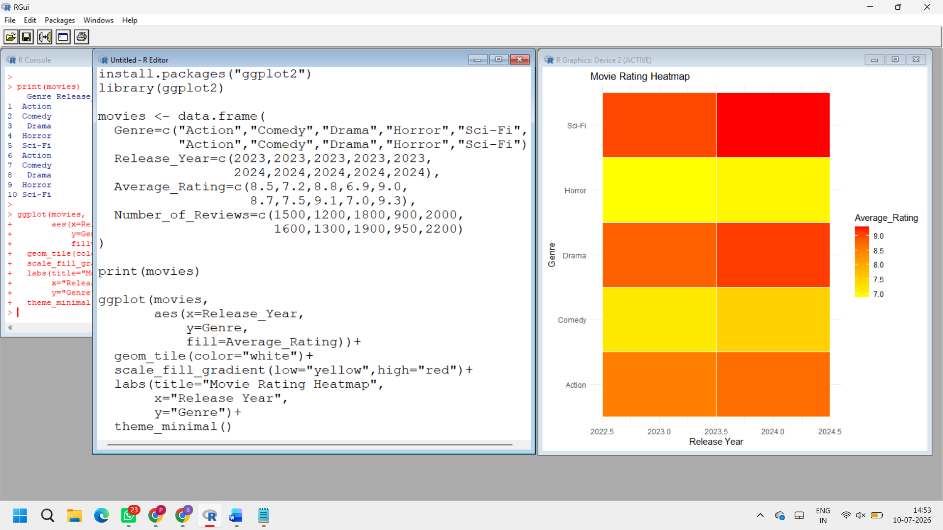 RGui
File Edit Packages Windows Help
R Console
>
> print(movies)
Genre Release_
1 Action
2 Comedy
3 Drama
4 Horror
5 Sci-Fi
6 Action
7 Comedy
8 Drama
9 Horror
10 Sci-Fi
>
> ggplot(movies,
+ aes(x=Rel
+ y=Gen
+ fill
+ geom_tile(col
+ scale_fill_gra
+ labs(title="Mo
+ x="Relea
+ y="Genre
+ theme_minimal
>
Untitled - R Editor
install.packages("ggplot2")
library(ggplot2)
movies <- data.frame(
Genre=c("Action","Comedy","Drama","Horror","Sci-Fi",
"Action","Comedy","Drama","Horror","Sci-Fi")
Release_Year=c(2023,2023,2023,2023,2023,
2024,2024,2024,2024,2024),
Average_Rating=c(8.5,7.2,8.8,6.9,9.0,
8.7,7.5,9.1,7.0,9.3),
Number_of_Reviews=c(1500,1200,1800,900,2000,
1600,1300,1900,950,2200)
)
print(movies)
ggplot(movies,
aes(x=Release_Year,
y=Genre,
fill=Average_Rating))+
geom_tile(color="white")+
scale_fill_gradient(low="yellow",high="red")+
labs(title="Movie Rating Heatmap",
x="Release Year",
y="Genre")+
theme_minimal()
R Graphics: Device 2 (ACTIVE)
Movie Rating Heatmap
Sci-Fi
Horror
Drama
Comedy
Action
Genre
2022.5 2023.0 2023.5 2024.0 2024.5
Release Year
Average_Rating
9.0
8.5
8.0
7.5
7.0
23
P
ENG
IN
14:53
10-07-2026